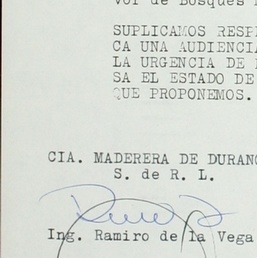 vor de Bosques
SUPLICAMOS RESP
CA UNA AUDIENCIA
LA URGENCIA DE
SA EL ESTADO DE
QUE PROPONEMOS.
CIA. MADERERA DE DURANG
S. de R. L.
Ing. Ramiro de la Vega